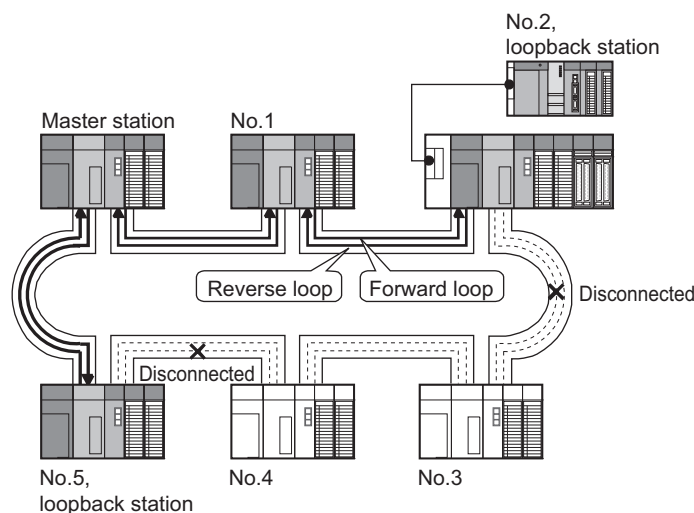 No.2,
loopback station
Master station
No.1
Reverse loop
Forward loop
Disconnected
Disconnected
No.5,
loopback station
No.4
No.3